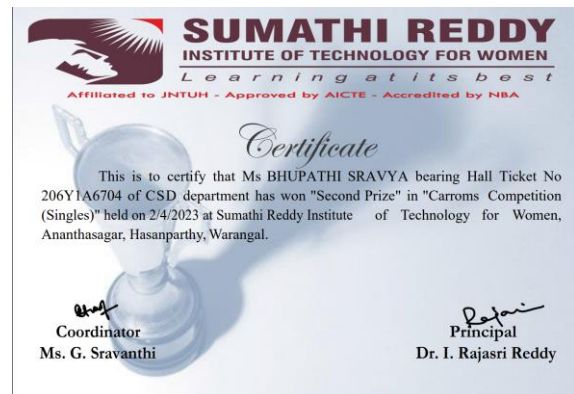 SUMATHI REDDY
INSTITUTE OF TECHNOLOGY FOR WOMEN
Learning at its best
Affiliated to JNTUH - Approved by AICTE - Accredited by NBA
Certificate
This is to certify that Ms BHUPATHI SRAVYA bearing Hall Ticket No
206Y1A6704 of CSD department has won "Second Prize" in "Carroms Competition
(Singles)" held on 2/4/2023 at Sumathi Reddy Institute of Technology for Women,
Ananthasagar, Hasanparthy, Warangal.
Rajari
Coordinator Principal
Ms. G. Sravanthi Dr. I. Rajasri Reddy